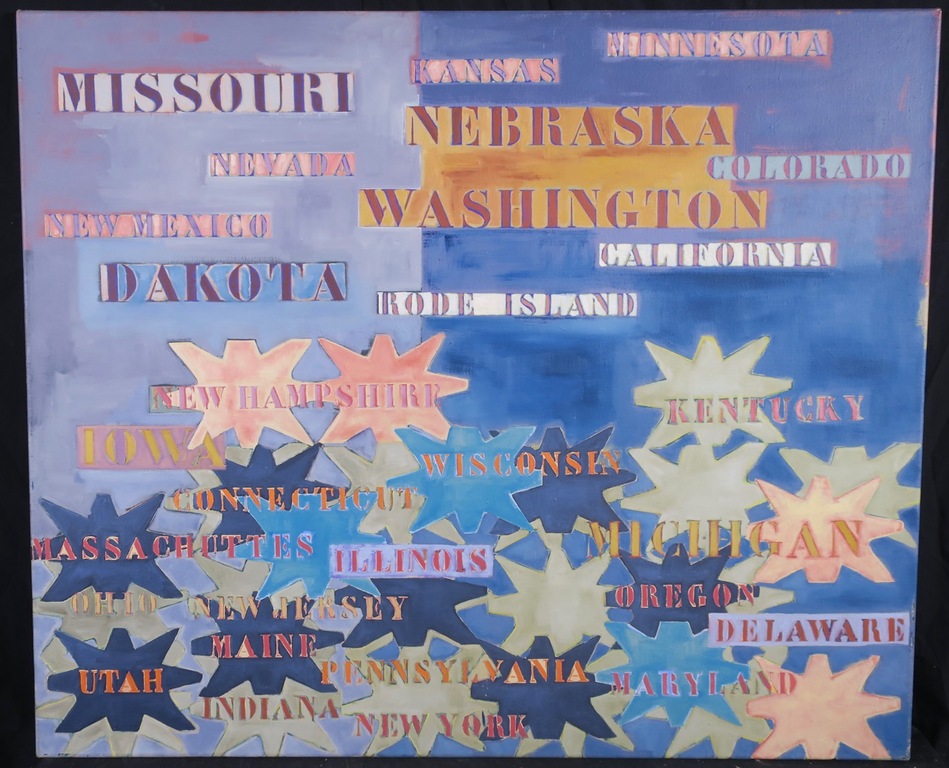 MINNESOTA
KANSAS
MISSOURI
NEBRASKA
NEVADA
COLORADO
WASHINGTON
NEW MEXICO
CALIFORNIA
DAKOTA
RODE ISLAND
NEW HAMPSHIRE
KENTUCKY
IOWA
WISCONSIN
CONNECTICUT
MICHIGAN
MASSACHUTTES
ILLINOIS
OREGON
OHIO
NEW JERSEY
DELAWARE
MAINE
PENNSYLVANIA
UTAH
MARYLAND
INDIANA
NEW YORK